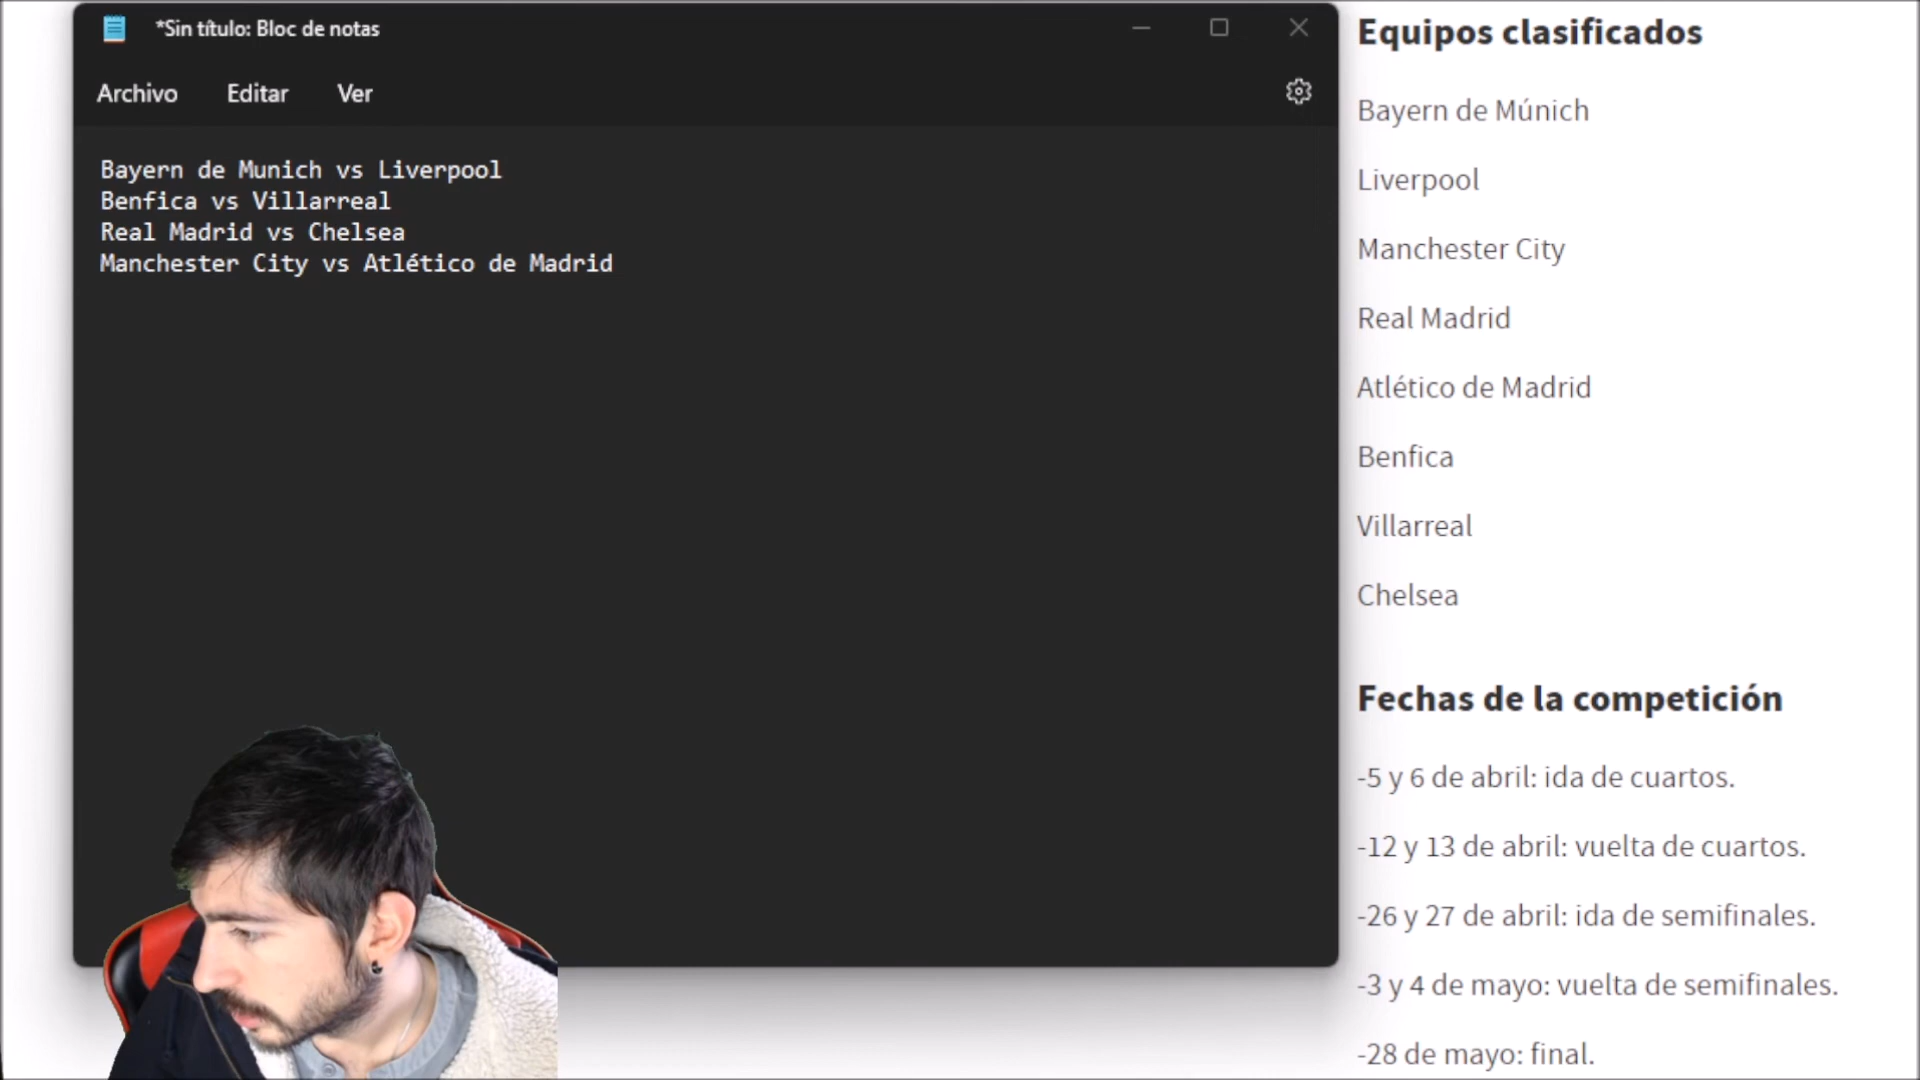 *Sin título: Bloc de notas
Archivo Editar Ver
Bayern de Munich vs Liverpool
Benfica vs Villarreal
Real Madrid vs Chelsea
Manchester City vs Atlético de Madrid
Equipos clasificados
Bayern de Múnich
Liverpool
Manchester City
Real Madrid
Atlético de Madrid
Benfica
Villarreal
Chelsea
Fechas de la competición
-5 y 6 de abril: ida de cuartos.
-12 y 13 de abril: vuelta de cuartos.
-26 y 27 de abril: ida de semifinales.
-3 y 4 de mayo: vuelta de semifinales.
-28 de mayo: final.